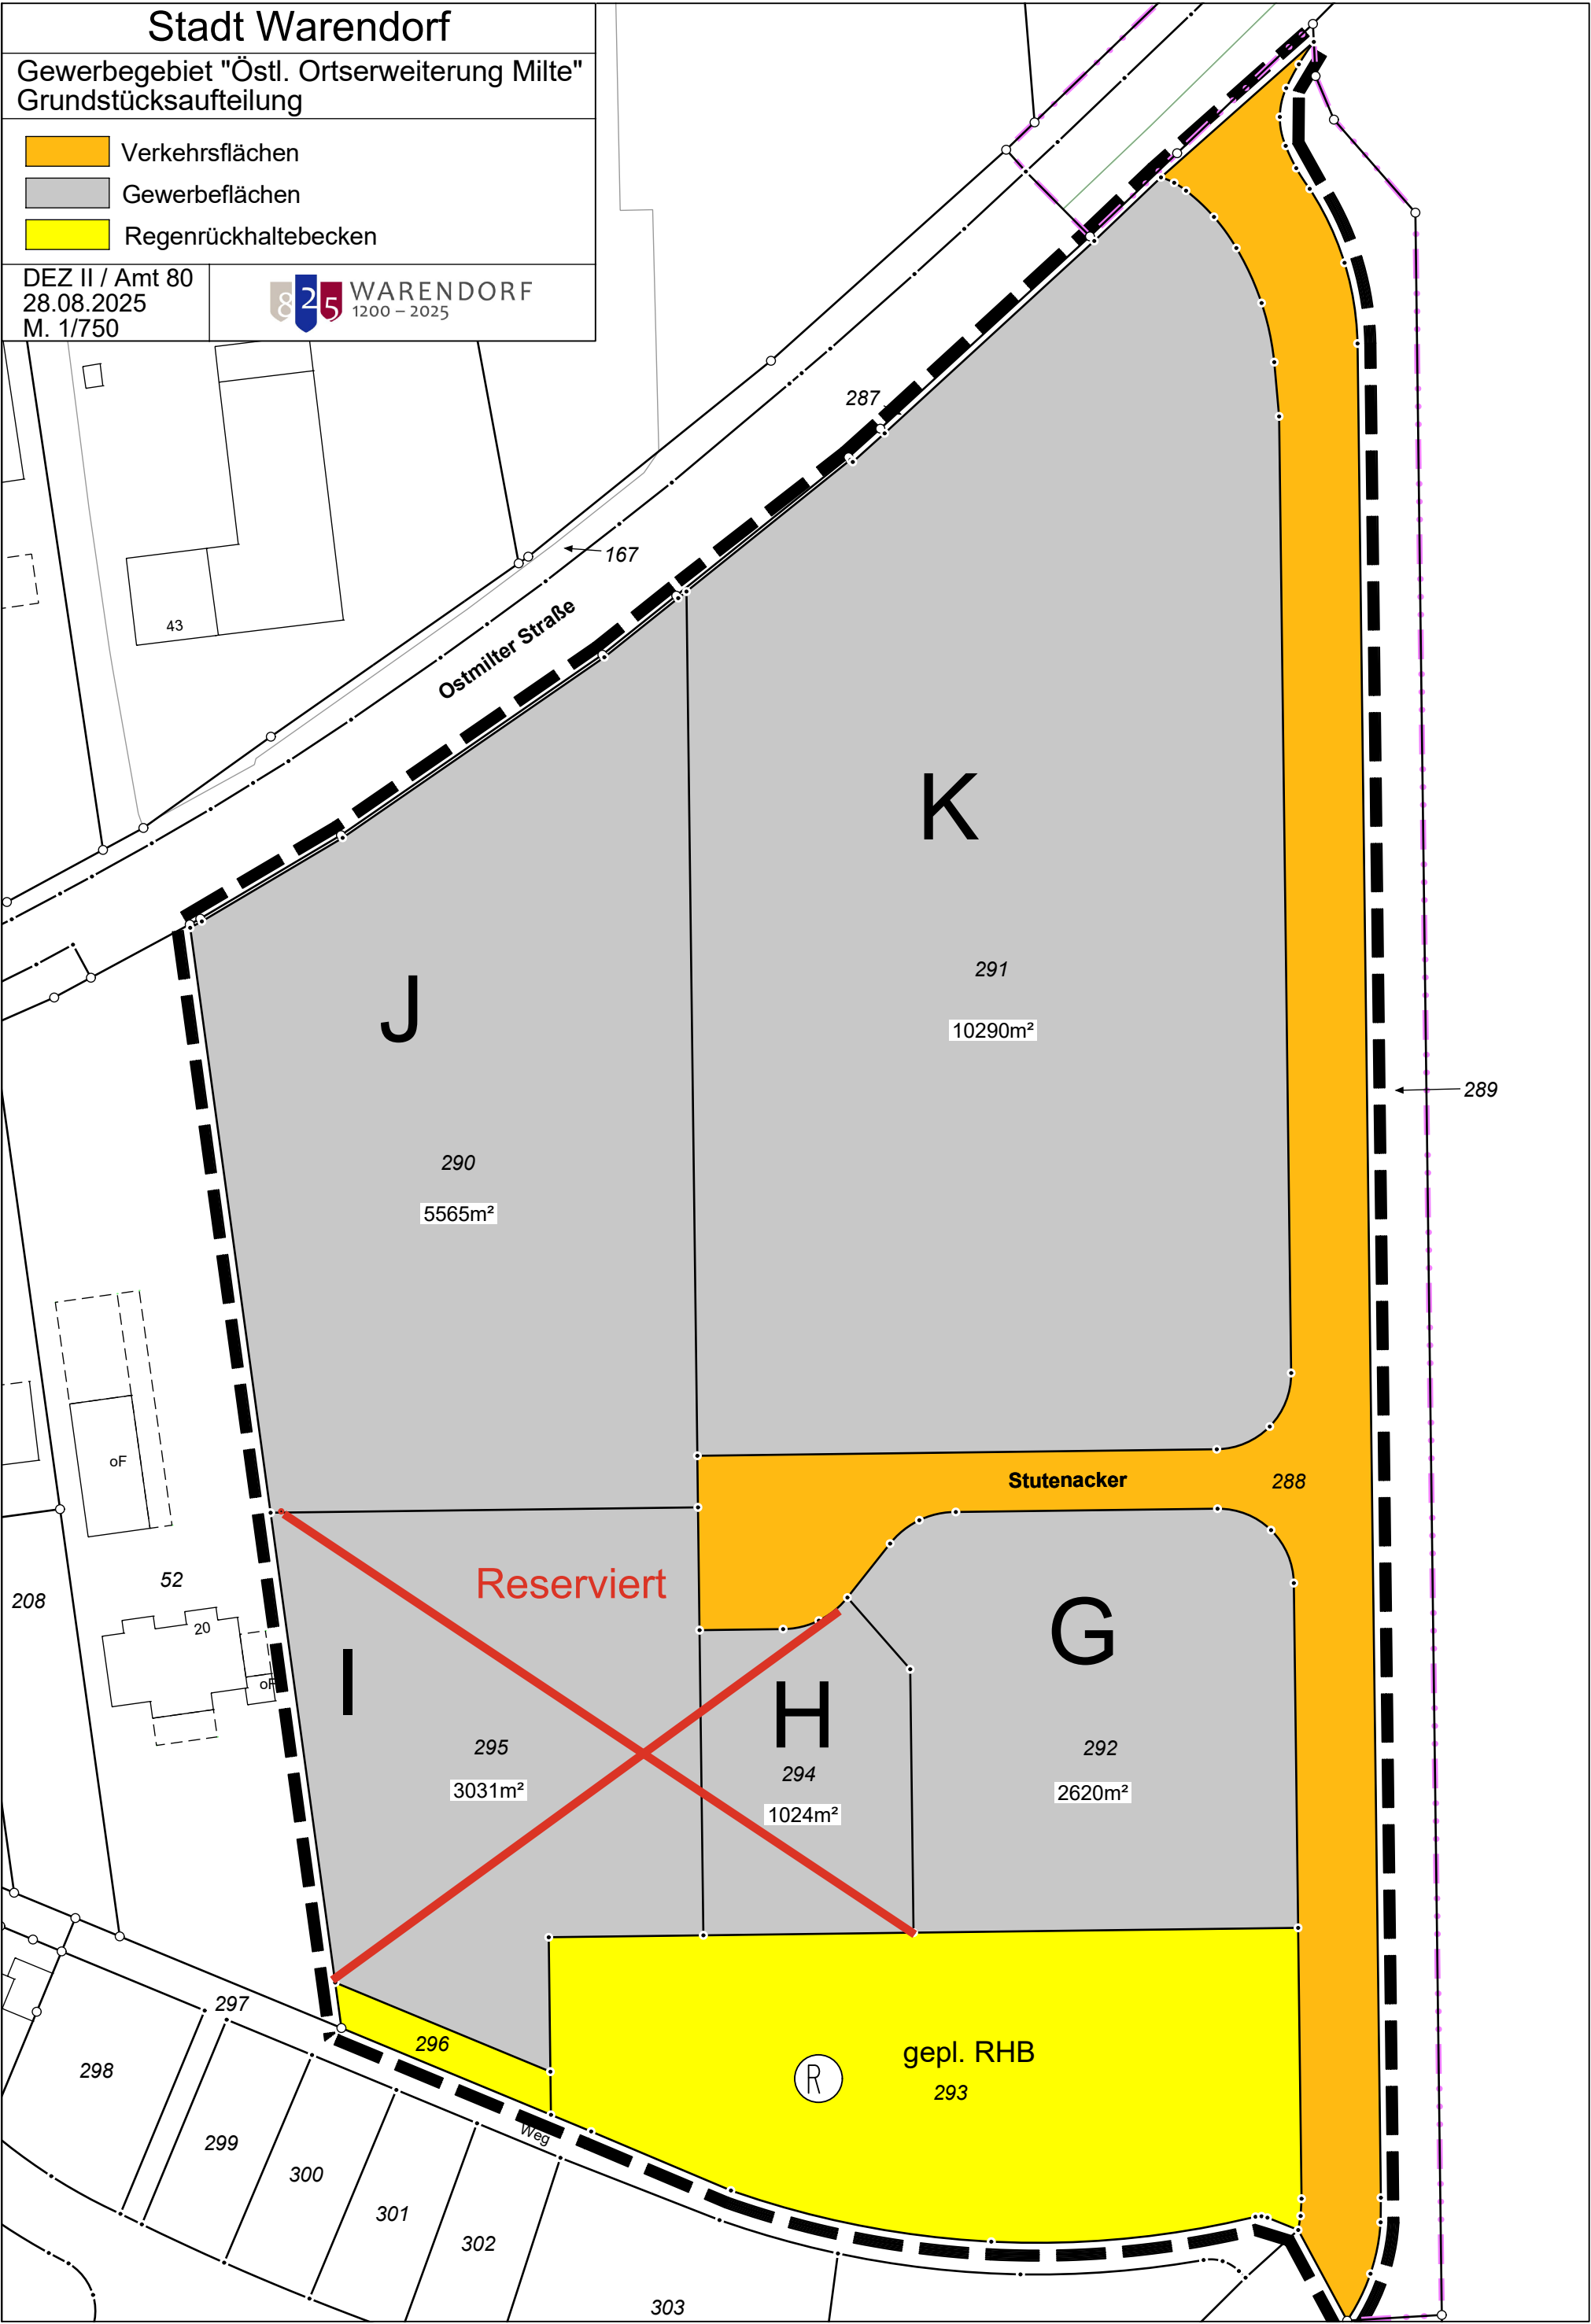 Stadt Warendorf
Gewerbegebiet "Östl. Ortserweiterung Milte"
Grundstücksaufteilung
Verkehrsflächen
Gewerbeflächen
Regenrückhaltebecken
DEZ II / Amt 80
28.08.2025
M. 1/750
825 WARENDORF
1200 – 2025
287
167
Ostmilter Straße
43
K
291
10290m²
J
290
5565m²
289
oF
Stutenacker
288
52
208
20
oF
Reserviert
I
295
3031m²
H
294
1024m²
G
292
2620m²
297
296
298
gepl. RHB
R
293
Weg
299
300
301
302
303